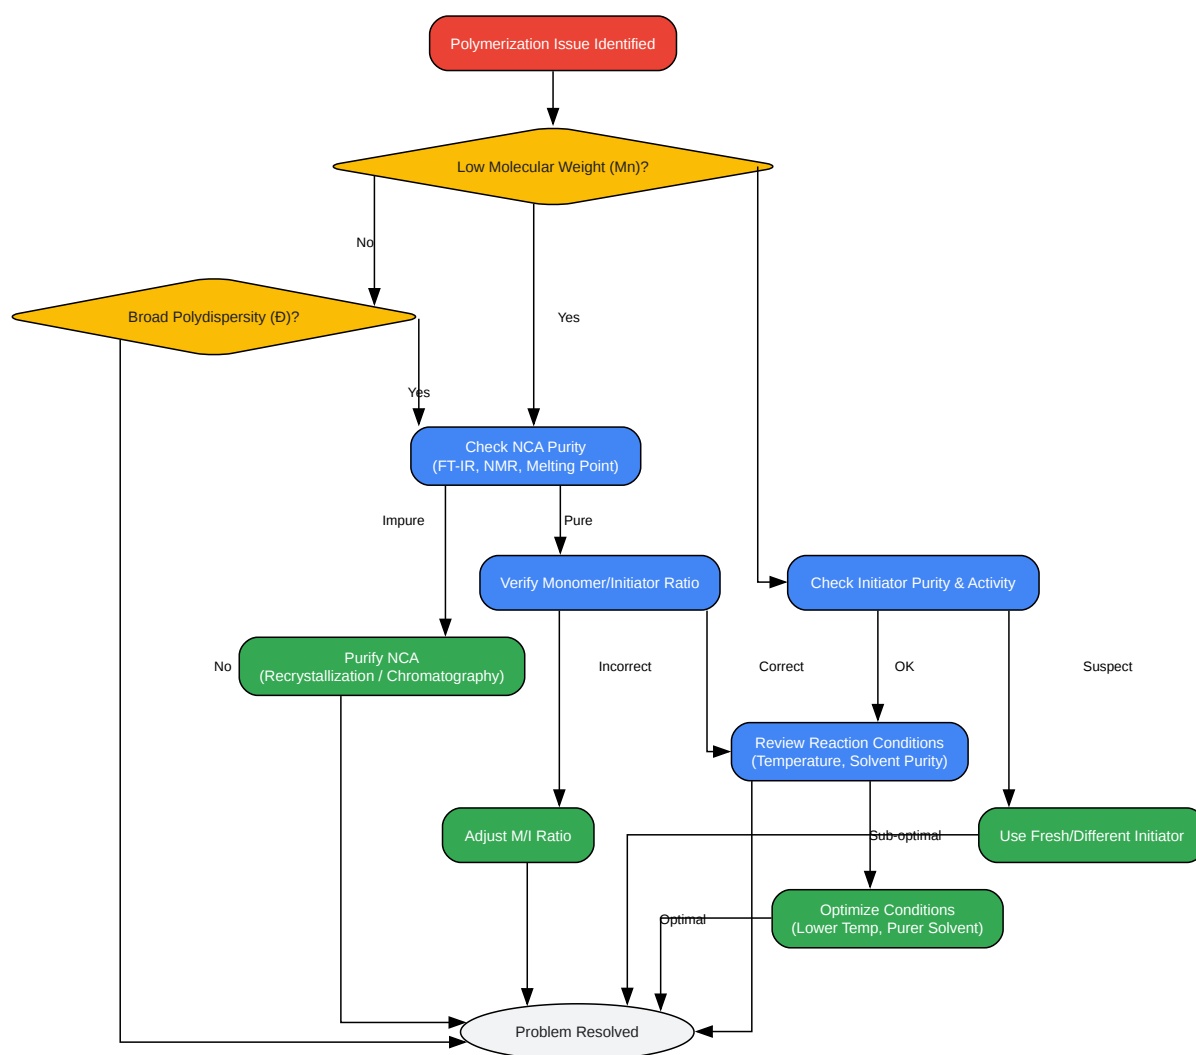 Polymerization Issue Identified
Low Molecular Weight (Mn)?
No
Broad Polydispersity (Đ)?
Yes
Yes
Check NCA Purity
(FT-IR, NMR, Melting Point)
Impure
Pure
Verify Monomer/Initiator Ratio
Check Initiator Purity & Activity
Purify NCA
(Recrystallization / Chromatography)
No
Incorrect
Correct
OK
Suspect
Review Reaction Conditions
(Temperature, Solvent Purity)
Adjust M/I Ratio
Sub-optimal
Use Fresh/Different Initiator
Optimize Conditions
(Lower Temp, Purer Solvent)
Optimal
Problem Resolved